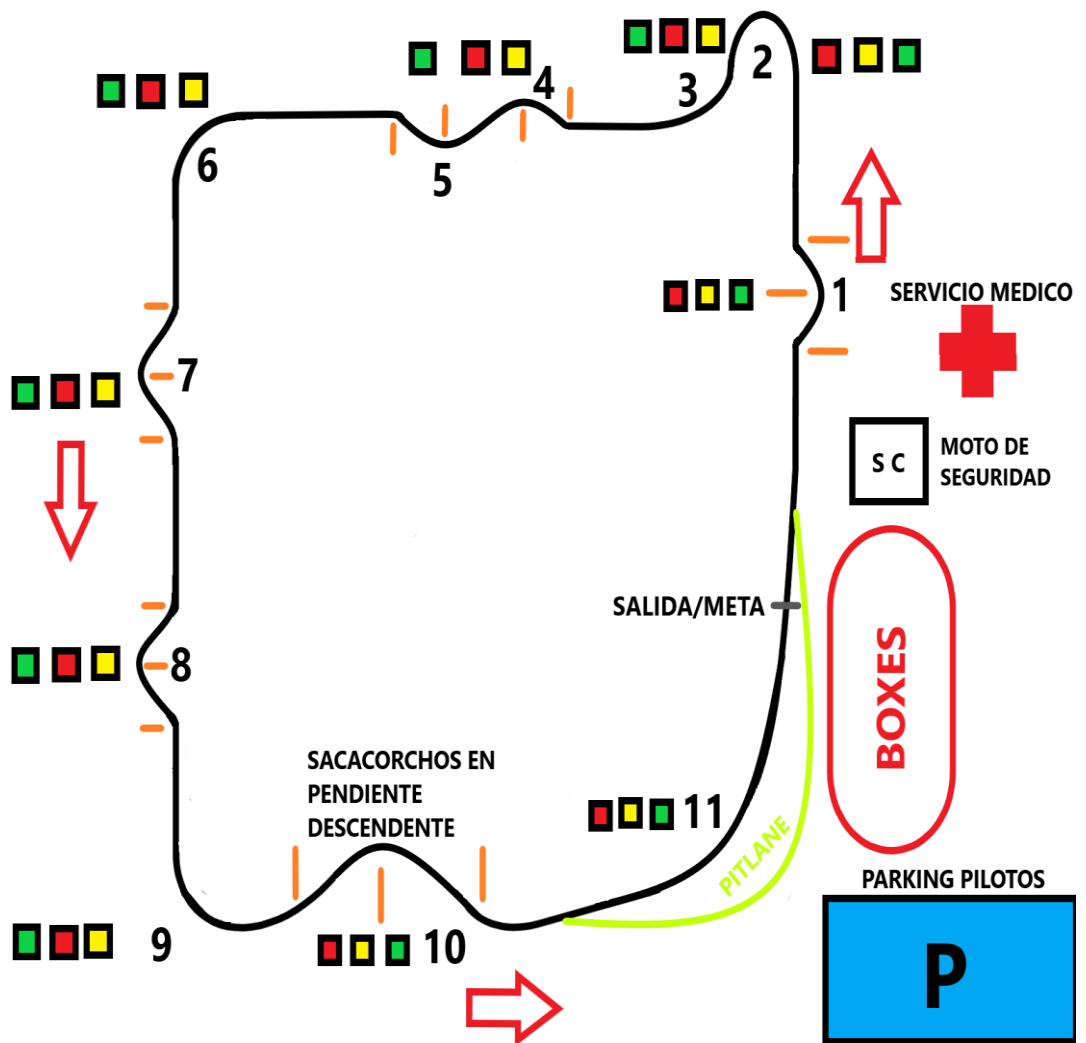 2
4
3
6
5
1
SERVICIO MEDICO
7
S C
MOTO DE
SEGURIDAD
SALIDA/META
BOXES
8
SACACORCHOS EN
PENDIENTE
DESCENDENTE
11
PITLANE
PARKING PILOTOS
9
10
P